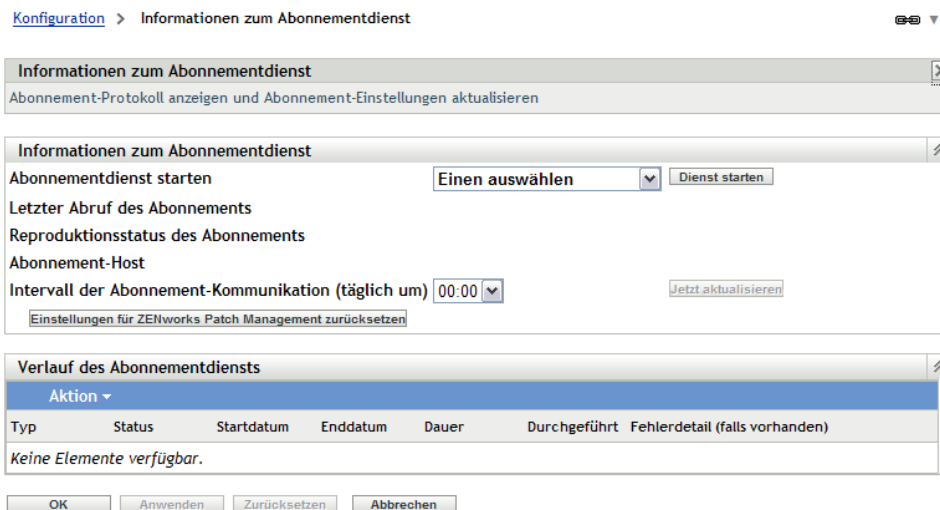 Konfiguration > Informationen zum Abonnementdienst
Informationen zum Abonnementdienst
Abonnement-Protokoll anzeigen und Abonnement-Einstellungen aktualisieren
Informationen zum Abonnementdienst
Abonnementdienst starten Einen auswählen Dienst starten
Letzter Abruf des Abonnements
Reproduktionsstatus des Abonnements
Abonnement-Host
Intervall der Abonnement-Kommunikation (täglich um) 00:00 Jetzt aktualisieren
Einstellungen für ZENworks Patch Management zurücksetzen
Verlauf des Abonnementdiensts
Aktion
Typ Status Startdatum Enddatum Dauer Durchgeführt Fehlerdetail (falls vorhanden)
Keine Elemente verfügbar.
OK Anwenden Zurücksetzen Abbrechen